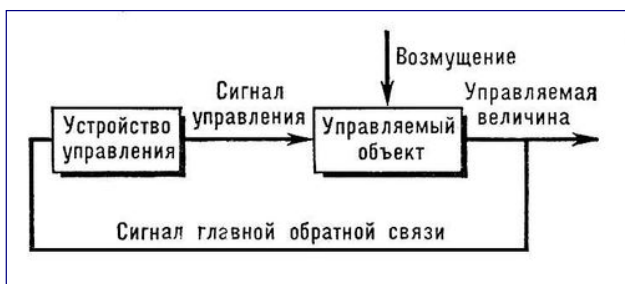 Возмущение
Сигнал
управления
Управляемая
величина
Устройство
управления
Управляемый
объект
Сигнал главной обратной связи